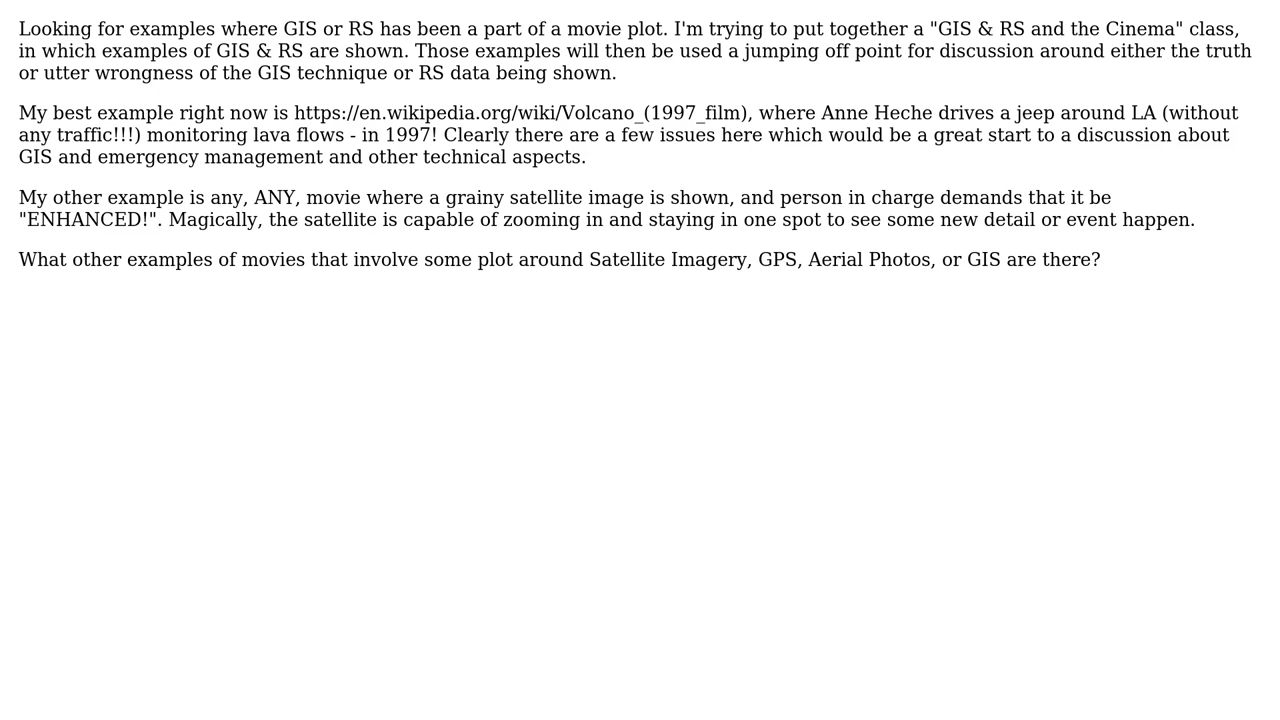 Looking for examples where GIS or RS has been a part of a movie plot. I'm trying to put together a "GIS & RS and the Cinema" class,
in which examples of GIS & RS are shown. Those examples will then be used a jumping off point for discussion around either the truth
or utter wrongness of the GIS technique or RS data being shown.
My best example right now is https://en.wikipedia.org/wiki/Volcano_(1997_film), where Anne Heche drives a jeep around LA (without
any traffic!!!) monitoring lava flows - in 1997! Clearly there are a few issues here which would be a great start to a discussion about
GIS and emergency management and other technical aspects.
My other example is any, ANY, movie where a grainy satellite image is shown, and person in charge demands that it be
"ENHANCED!". Magically, the satellite is capable of zooming in and staying in one spot to see some new detail or event happen.
What other examples of movies that involve some plot around Satellite Imagery, GPS, Aerial Photos, or GIS are there?